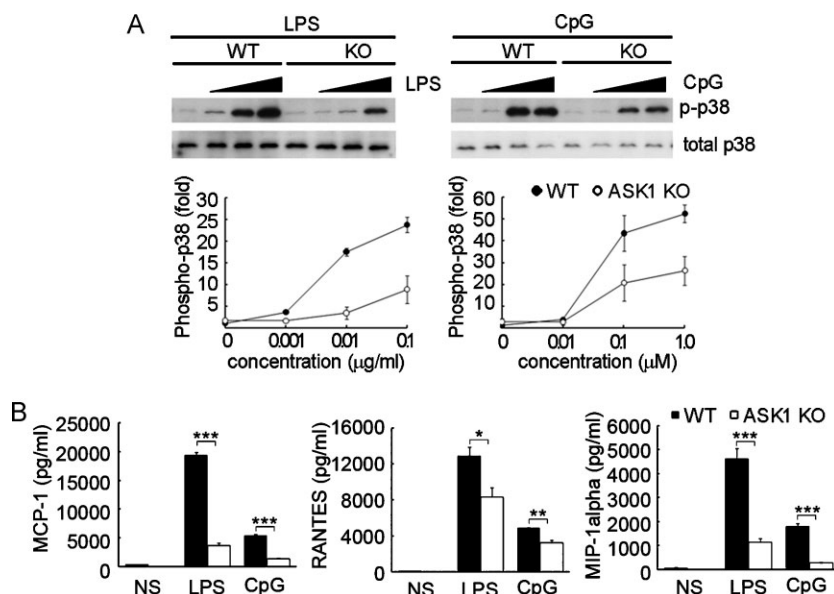 A
LPS CpG
WT KO WT KO
LPS CpG
p-p38
total p38
Phospho-p38 (fold)
30
25
20
15
10
5
0 0.001 0.01 0.1
concentration (μg/ml)
Phospho-p38 (fold)
60
50
40
30
20
10
0 0.01 0.1 1.0
concentration (μM)
WT ASK1 KO
B
MCP-1 (pg/ml)
25000
20000
15000
10000
5000
0
*** ***
NS LPS CpG
RANTES (pg/ml)
16000
12000
8000
4000
0
* **
NS LPS CpG
MIP-1alpha (pg/ml)
6000
5000
4000
3000
2000
1000
0
*** ***
NS LPS CpG
WT ASK1 KO